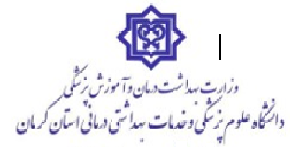 وزارت بهداشت درمان و آموزش پزشکی
دانشگاه علوم پزشکی و خدمات بهداشتی درمانی استان کرمان